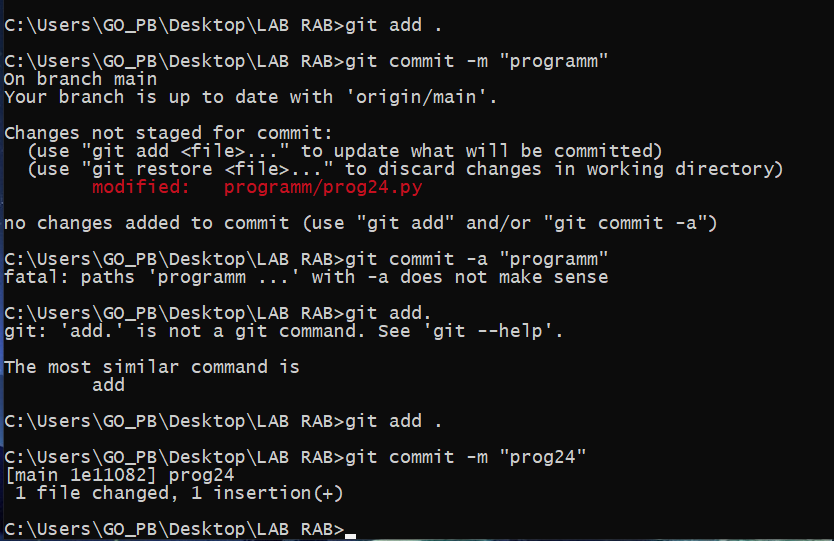 C:\Users\GO_PB\Desktop\LAB RAB>git add .
C:\Users\GO_PB\Desktop\LAB RAB>git commit -m "programm"
On branch main
Your branch is up to date with 'origin/main'.
Changes not staged for commit:
  (use "git add <file>..." to update what will be committed)
  (use "git restore <file>..." to discard changes in working directory)
        modified:   programm/prog24.py
no changes added to commit (use "git add" and/or "git commit -a")
C:\Users\GO_PB\Desktop\LAB RAB>git commit -a "programm"
fatal: paths 'programm ...' with -a does not make sense
C:\Users\GO_PB\Desktop\LAB RAB>git add.
git: 'add.' is not a git command. See 'git --help'.
The most similar command is
        add
C:\Users\GO_PB\Desktop\LAB RAB>git add .
C:\Users\GO_PB\Desktop\LAB RAB>git commit -m "prog24"
[main 1e11082] prog24
 1 file changed, 1 insertion(+)
C:\Users\GO_PB\Desktop\LAB RAB>